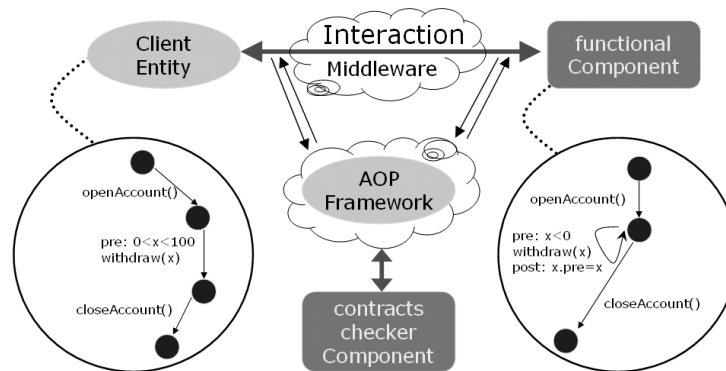 Client
Entity
Interaction
Middleware
functional
Component
AOP
Framework
contracts
checker
Component
openAccount()
pre: 0<x<100
withdraw(x)
closeAccount()
openAccount()
pre: x<0
withdraw(x)
post: x.pre=x
closeAccount()